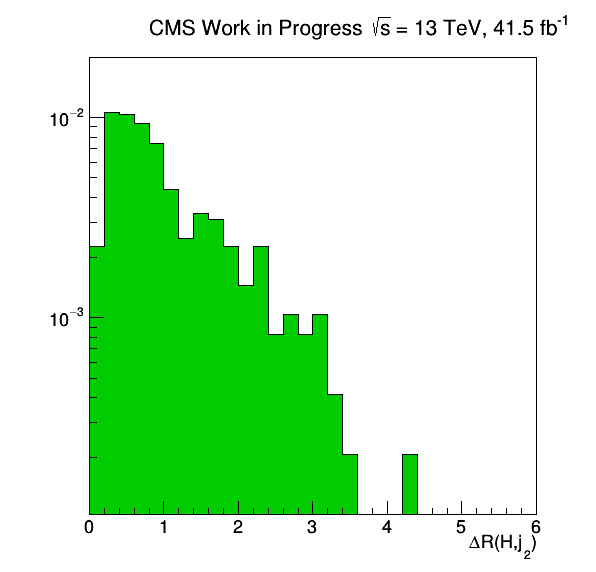 CMS Work in Progress √s = 13 TeV, 41.5 fb⁻¹
10⁻²
10⁻³
0 1 2 3 4 5 6
ΔR(H,j₂)